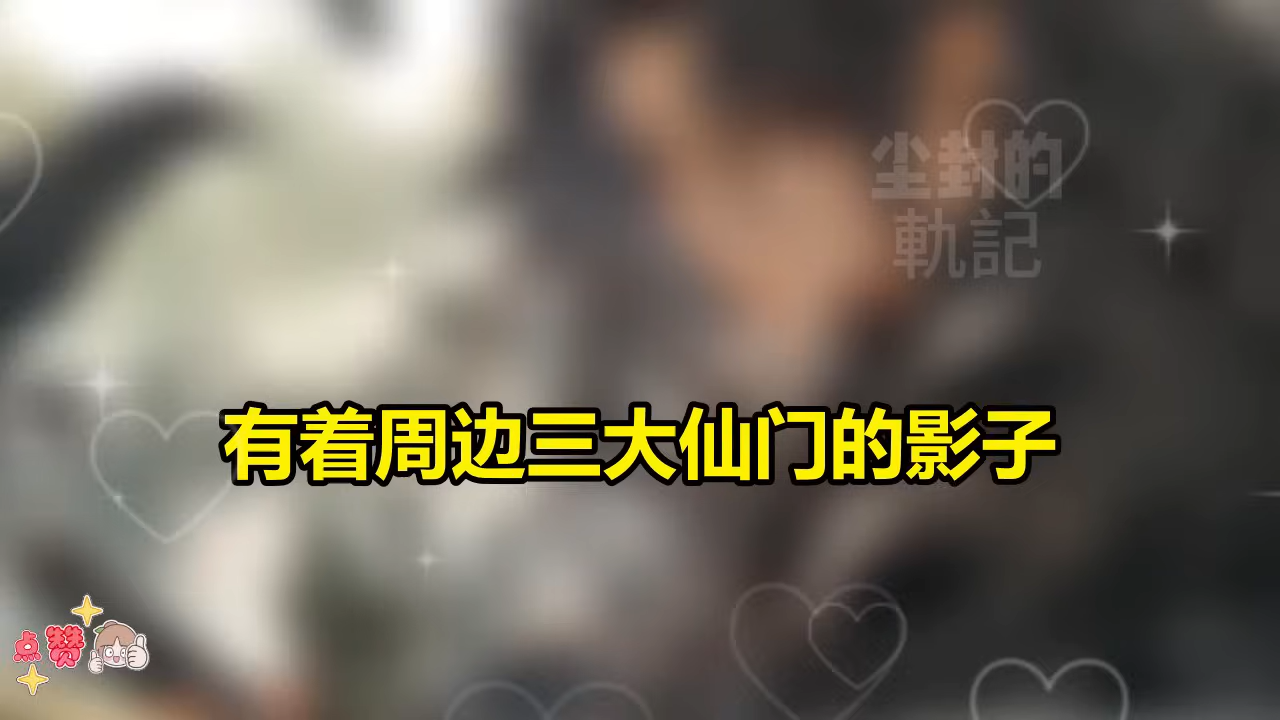 尘封的
軌記
有着周边三大仙门的影子
点赞